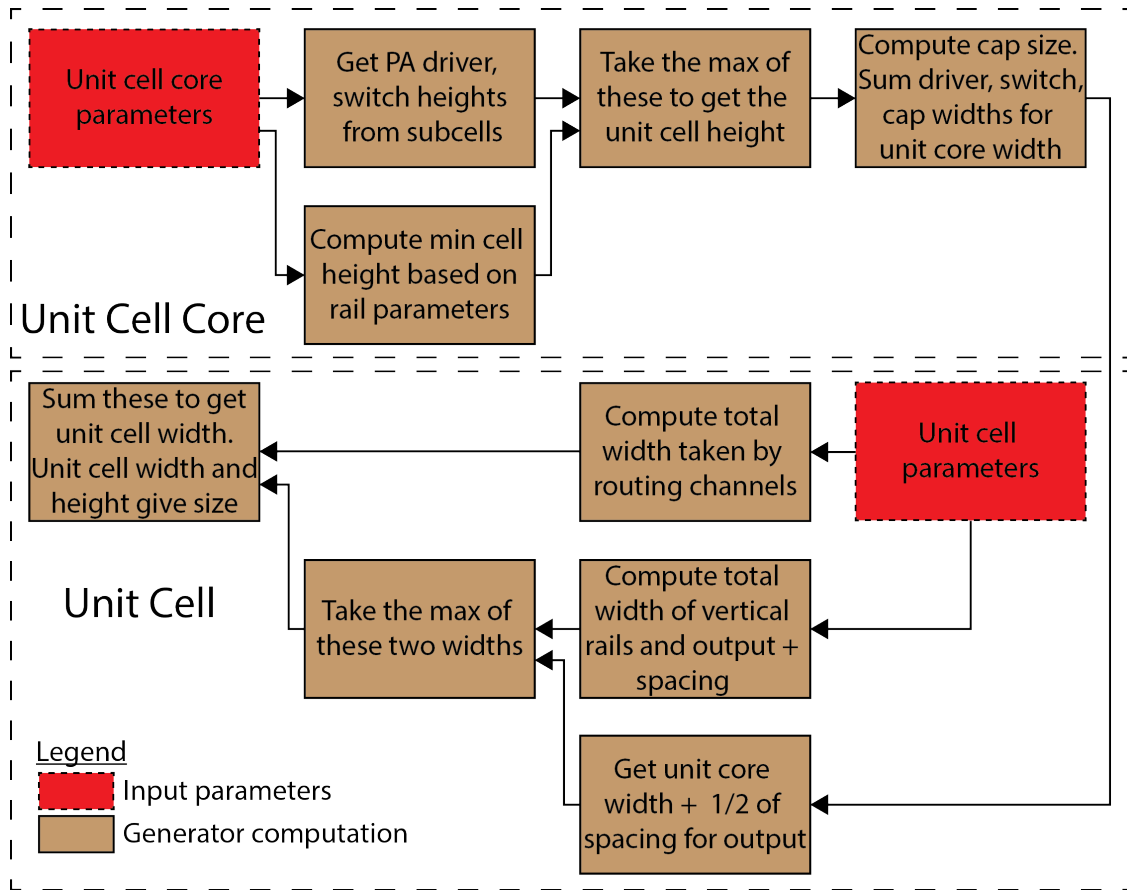 Unit cell core
parameters
Get PA driver,
switch heights
from subcells
Take the max of
these to get the
unit cell height
Compute cap size.
Sum driver, switch,
cap widths for
unit core width
Compute min cell
height based on
rail parameters
Unit Cell Core
Sum these to get
unit cell width.
Unit cell width and
height give size
Compute total
width taken by
routing channels
Unit cell
parameters
Unit Cell
Take the max of
these two widths
Compute total
width of vertical
rails and output +
spacing
Get unit core
width + 1/2 of
spacing for output
Legend
Input parameters
Generator computation